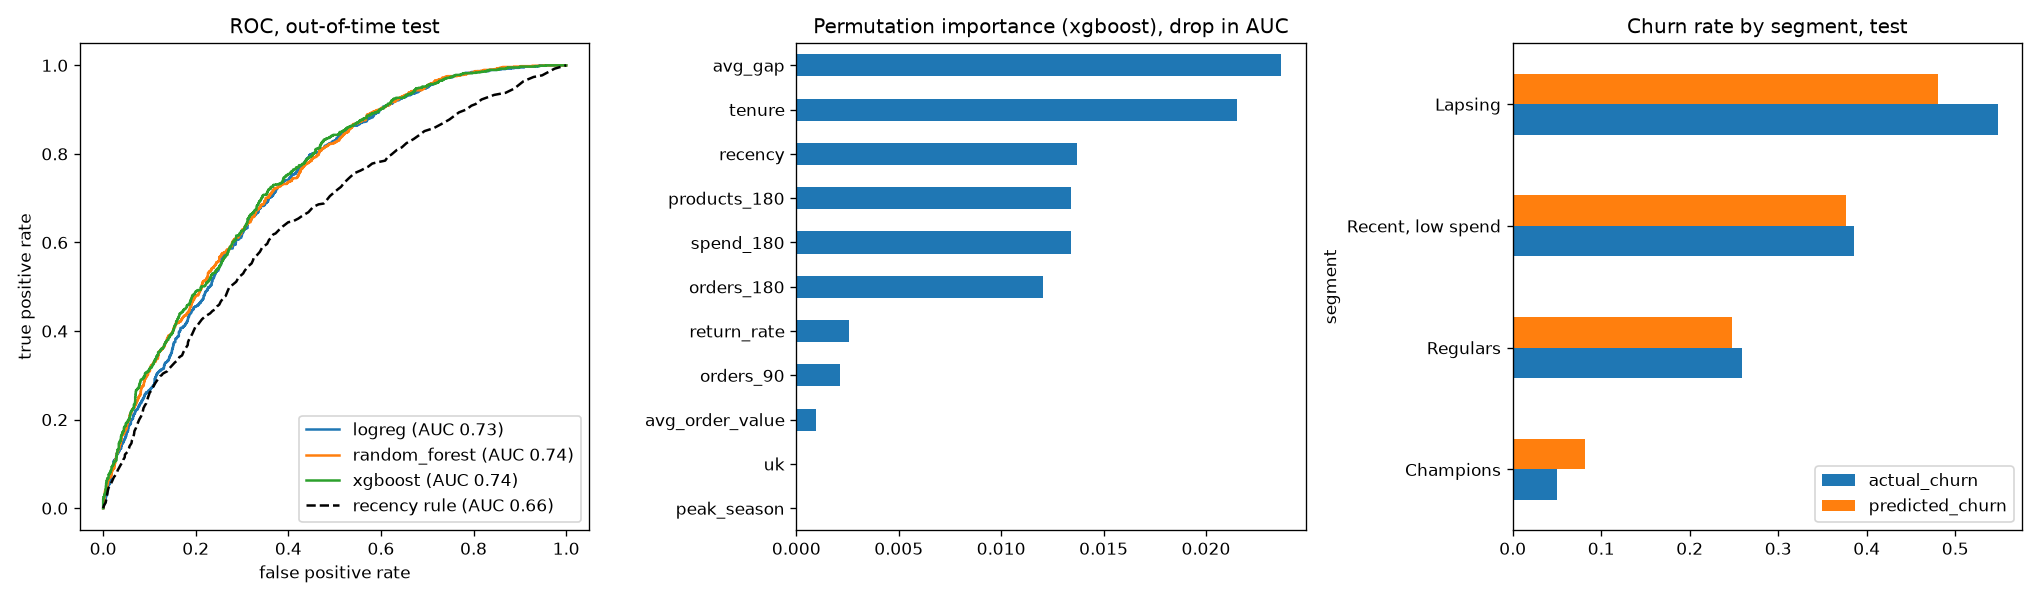 ROC, out-of-time test
true positive rate
1.0
0.8
0.6
0.4
0.2
0.0
0.0 0.2 0.4 0.6 0.8 1.0
false positive rate
logreg (AUC 0.73)
random_forest (AUC 0.74)
xgboost (AUC 0.74)
recency rule (AUC 0.66)
Permutation importance (xgboost), drop in AUC
avg_gap
tenure
recency
products_180
spend_180
orders_180
return_rate
orders_90
avg_order_value
uk
peak_season
0.000 0.005 0.010 0.015 0.020
Churn rate by segment, test
segment
Lapsing
Recent, low spend
Regulars
Champions
0.0 0.1 0.2 0.3 0.4 0.5
actual_churn
predicted_churn